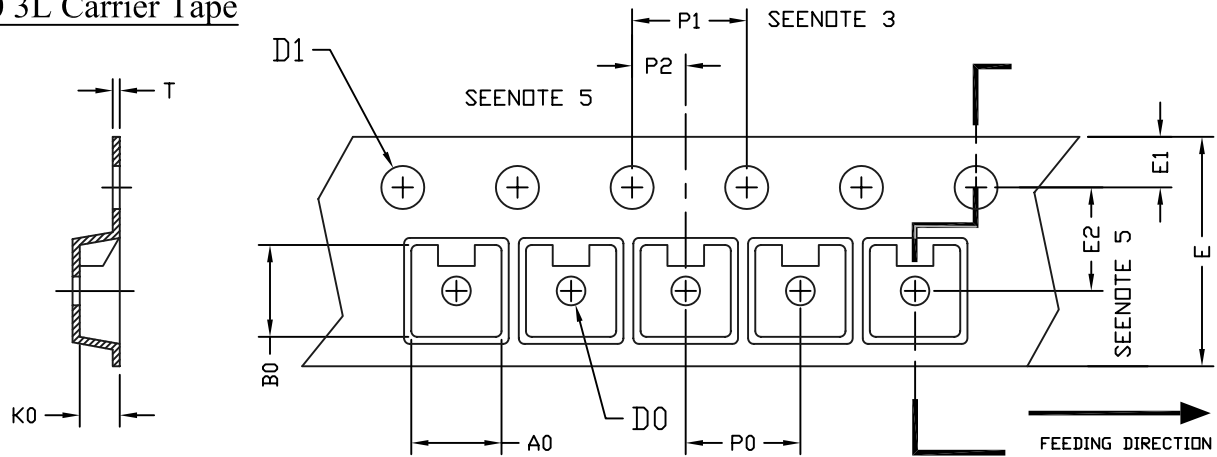 3L Carrier Tape
P1
SEENOTE 3
D1
P2
T
SEENOTE 5
E1
E2
E
SEENOTE 5
B0
K0
A0
D0
P0
FEEDING DIRECTION